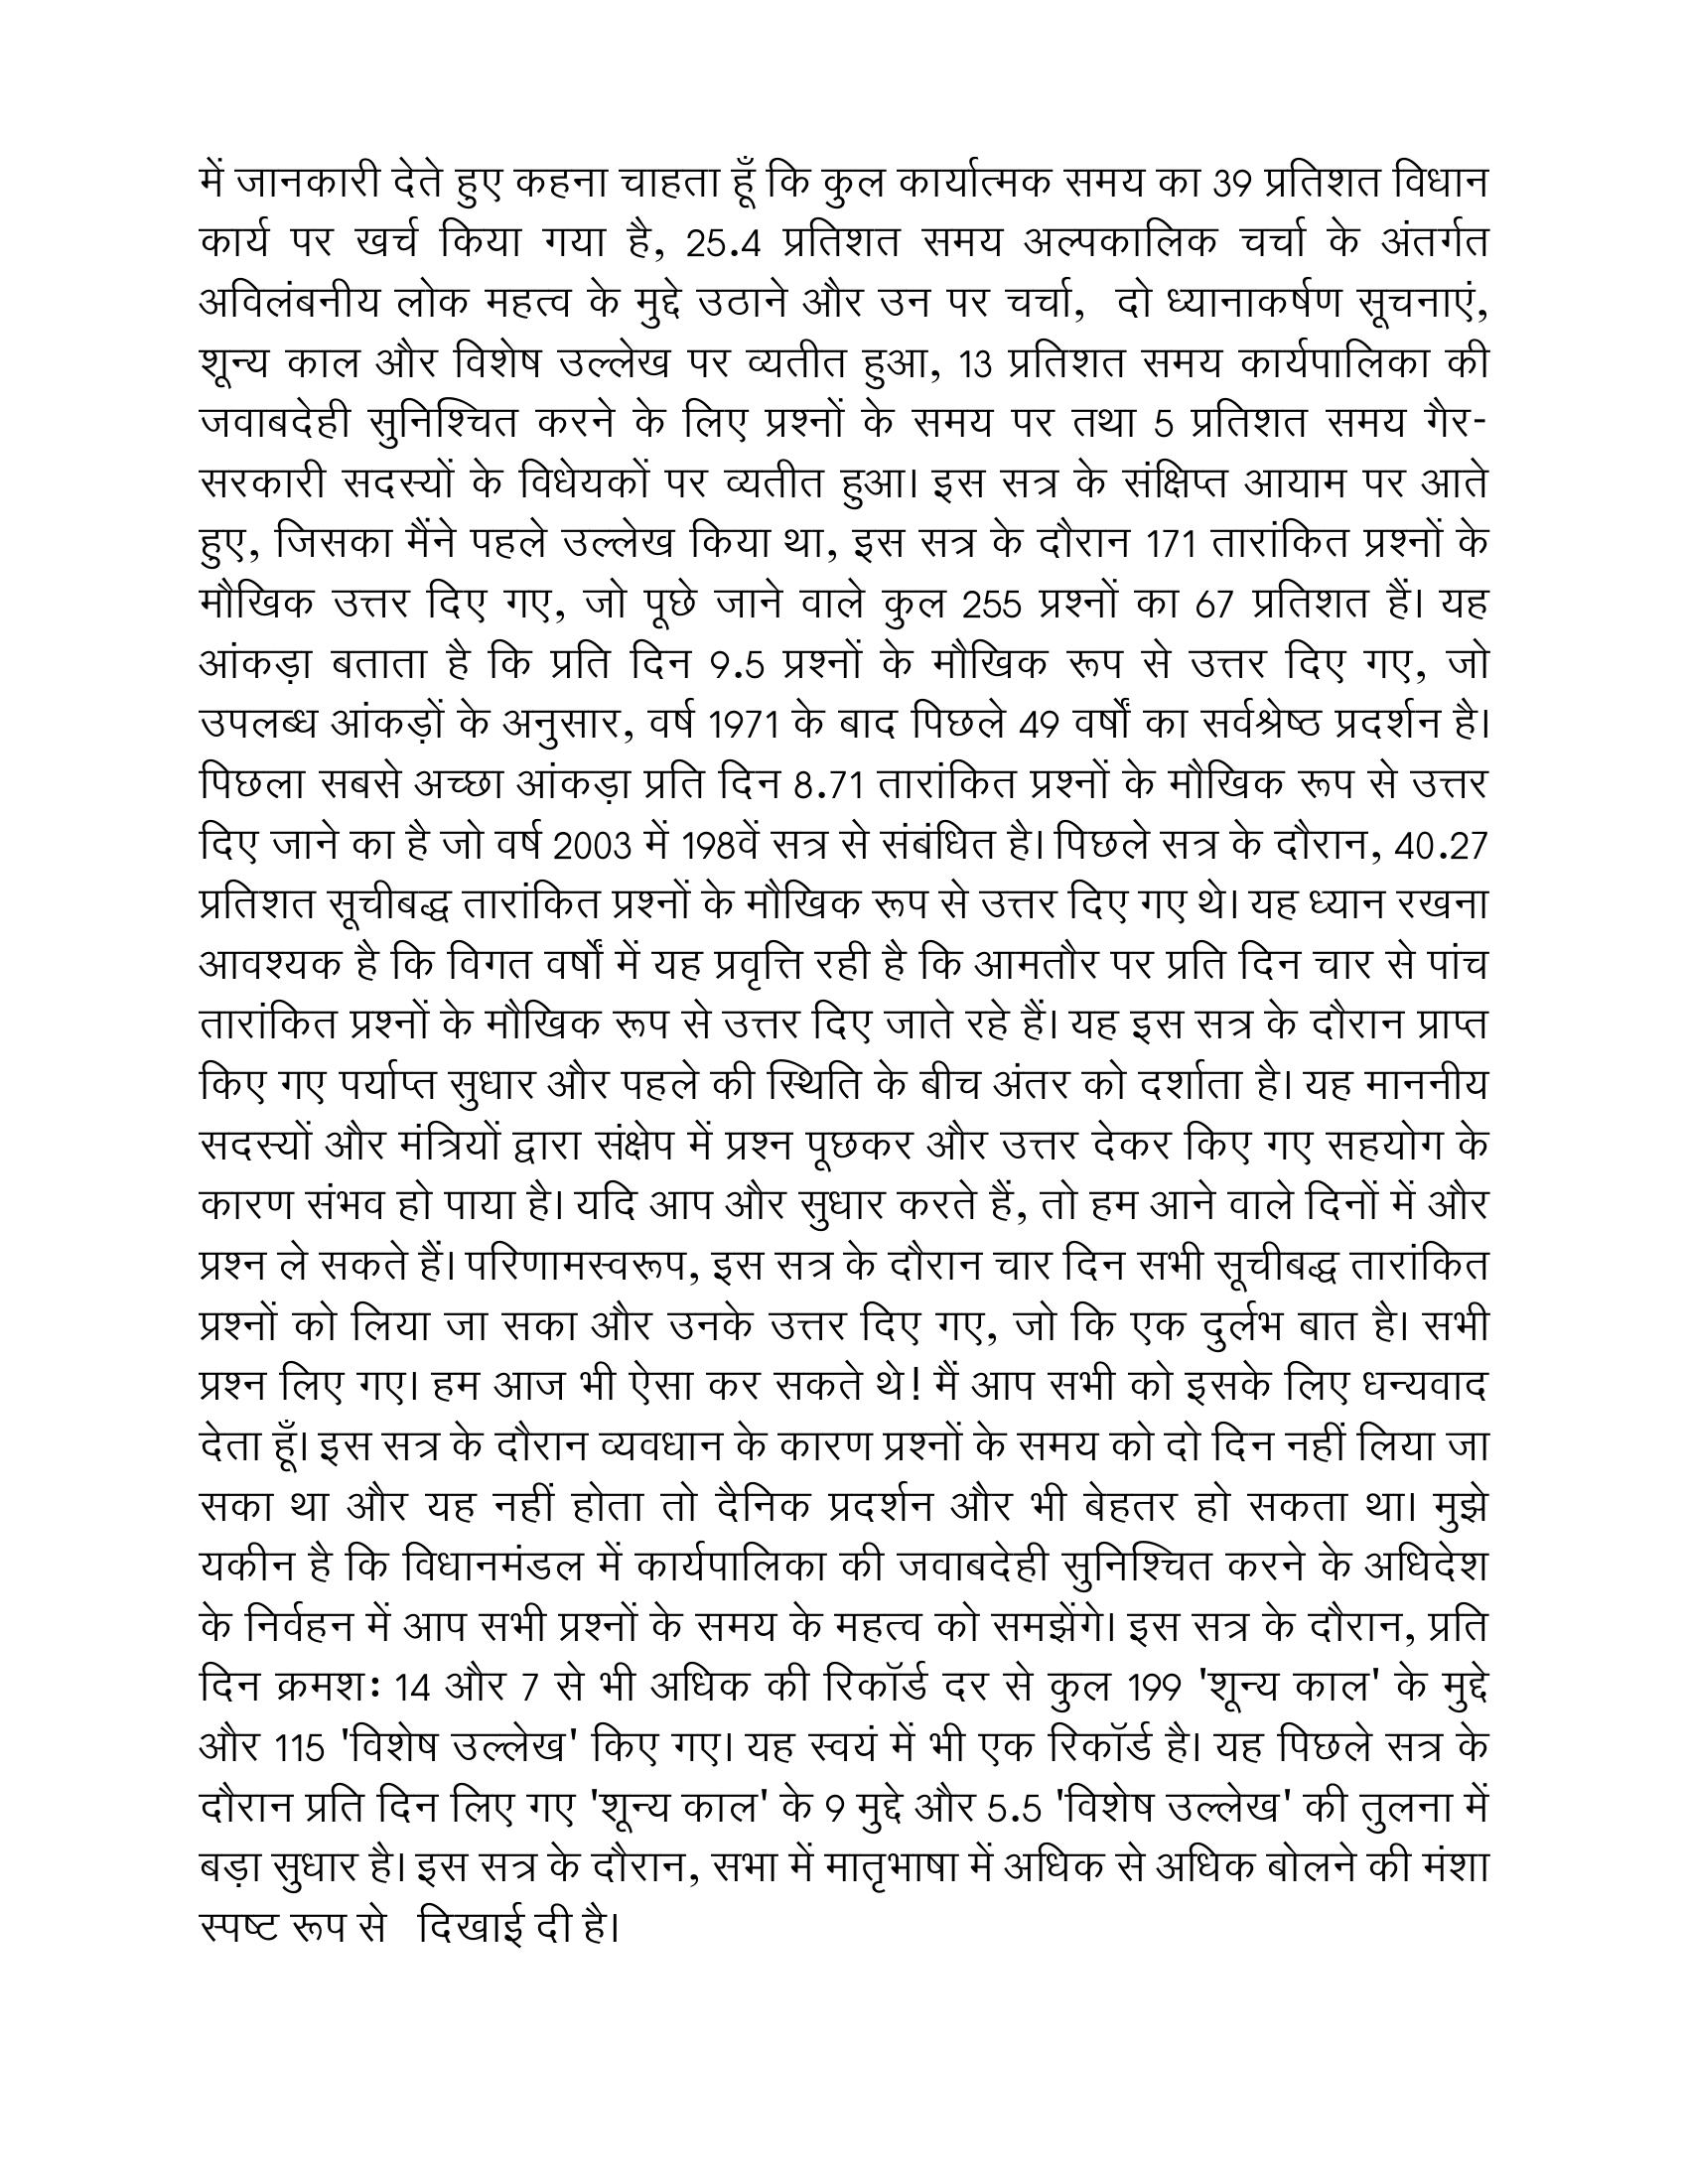 में जानकारी देते हुए कहना चाहता हूँ कि कुल कार्यात्मक समय का 39 प्रतिशत विधान
कार्य पर खर्च किया गया है, 25.4 प्रतिशत समय अल्पकालिक चर्चा के अंतर्गत
अविलंबनीय लोक महत्व के मुद्दे उठाने और उन पर चर्चा, दो ध्यानाकर्षण सूचनाएं,
शून्य काल और विशेष उल्लेख पर व्यतीत हुआ, 13 प्रतिशत समय कार्यपालिका की
जवाबदेही सुनिश्चित करने के लिए प्रश्नों के समय पर तथा 5 प्रतिशत समय गैर-
सरकारी सदस्यों के विधेयकों पर व्यतीत हुआ। इस सत्र के संक्षिप्त आयाम पर आते
हुए, जिसका मैंने पहले उल्लेख किया था, इस सत्र के दौरान 171 तारांकित प्रश्नों के
मौखिक उत्तर दिए गए, जो पूछे जाने वाले कुल 255 प्रश्नों का 67 प्रतिशत हैं। यह
आंकड़ा बताता है कि प्रति दिन 9.5 प्रश्नों के मौखिक रूप से उत्तर दिए गए, जो
उपलब्ध आंकड़ों के अनुसार, वर्ष 1971 के बाद पिछले 49 वर्षों का सर्वश्रेष्ठ प्रदर्शन है।
पिछला सबसे अच्छा आंकड़ा प्रति दिन 8.71 तारांकित प्रश्नों के मौखिक रूप से उत्तर
दिए जाने का है जो वर्ष 2003 में 198वें सत्र से संबंधित है। पिछले सत्र के दौरान, 40.27
प्रतिशत सूचीबद्ध तारांकित प्रश्नों के मौखिक रूप से उत्तर दिए गए थे। यह ध्यान रखना
आवश्यक है कि विगत वर्षों में यह प्रवृत्ति रही है कि आमतौर पर प्रति दिन चार से पांच
तारांकित प्रश्नों के मौखिक रूप से उत्तर दिए जाते रहे हैं। यह इस सत्र के दौरान प्राप्त
किए गए पर्याप्त सुधार और पहले की स्थिति के बीच अंतर को दर्शाता है। यह माननीय
सदस्यों और मंत्रियों द्वारा संक्षेप में प्रश्न पूछकर और उत्तर देकर किए गए सहयोग के
कारण संभव हो पाया है। यदि आप और सुधार करते हैं, तो हम आने वाले दिनों में और
प्रश्न ले सकते हैं। परिणामस्वरूप, इस सत्र के दौरान चार दिन सभी सूचीबद्ध तारांकित
प्रश्नों को लिया जा सका और उनके उत्तर दिए गए, जो कि एक दुर्लभ बात है। सभी
प्रश्न लिए गए। हम आज भी ऐसा कर सकते थे! मैं आप सभी को इसके लिए धन्यवाद
देता हूँ। इस सत्र के दौरान व्यवधान के कारण प्रश्नों के समय को दो दिन नहीं लिया जा
सका था और यह नहीं होता तो दैनिक प्रदर्शन और भी बेहतर हो सकता था। मुझे
यकीन है कि विधानमंडल में कार्यपालिका की जवाबदेही सुनिश्चित करने के अधिदेश
के निर्वहन में आप सभी प्रश्नों के समय के महत्व को समझेंगे। इस सत्र के दौरान, प्रति
दिन क्रमशः 14 और 7 से भी अधिक की रिकॉर्ड दर से कुल 199 'शून्य काल' के मुद्दे
और 115 'विशेष उल्लेख' किए गए। यह स्वयं में भी एक रिकॉर्ड है। यह पिछले सत्र के
दौरान प्रति दिन लिए गए 'शून्य काल' के 9 मुद्दे और 5.5 'विशेष उल्लेख' की तुलना में
बड़ा सुधार है। इस सत्र के दौरान, सभा में मातृभाषा में अधिक से अधिक बोलने की मंशा
स्पष्ट रूप से दिखाई दी है।